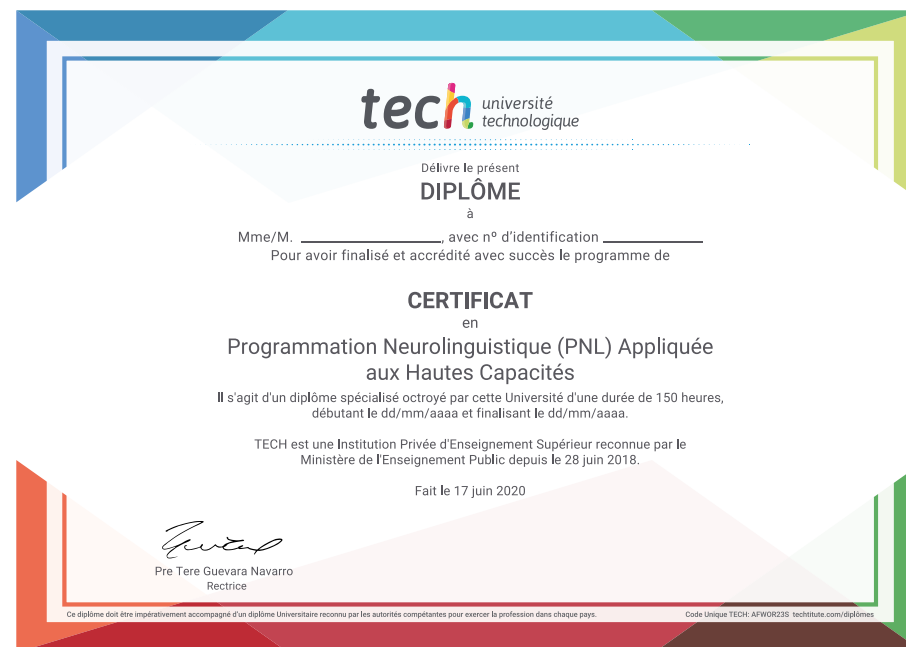 tech université
technologique
Délivre le présent
DIPLÔME
à
Mme/M. ____________________, avec nº d'identification ______________
Pour avoir finalisé et accrédité avec succès le programme de
CERTIFICAT
en
Programmation Neurolinguistique (PNL) Appliquée
aux Hautes Capacités
Il s'agit d'un diplôme spécialisé octroyé par cette Université d'une durée de 150 heures,
débutant le dd/mm/aaaa et finalisant le dd/mm/aaaa.
TECH est une Institution Privée d'Enseignement Supérieur reconnue par le
Ministère de l'Enseignement Public depuis le 28 juin 2018.
Fait le 17 juin 2020
Pre Tere Guevara Navarro
Rectrice
Ce diplôme doit être impérativement accompagné d'un diplôme Universitaire reconnu par les autorités compétentes pour exercer la profession dans chaque pays.
Code Unique TECH: AFWOR23S techtitute.com/diplômes